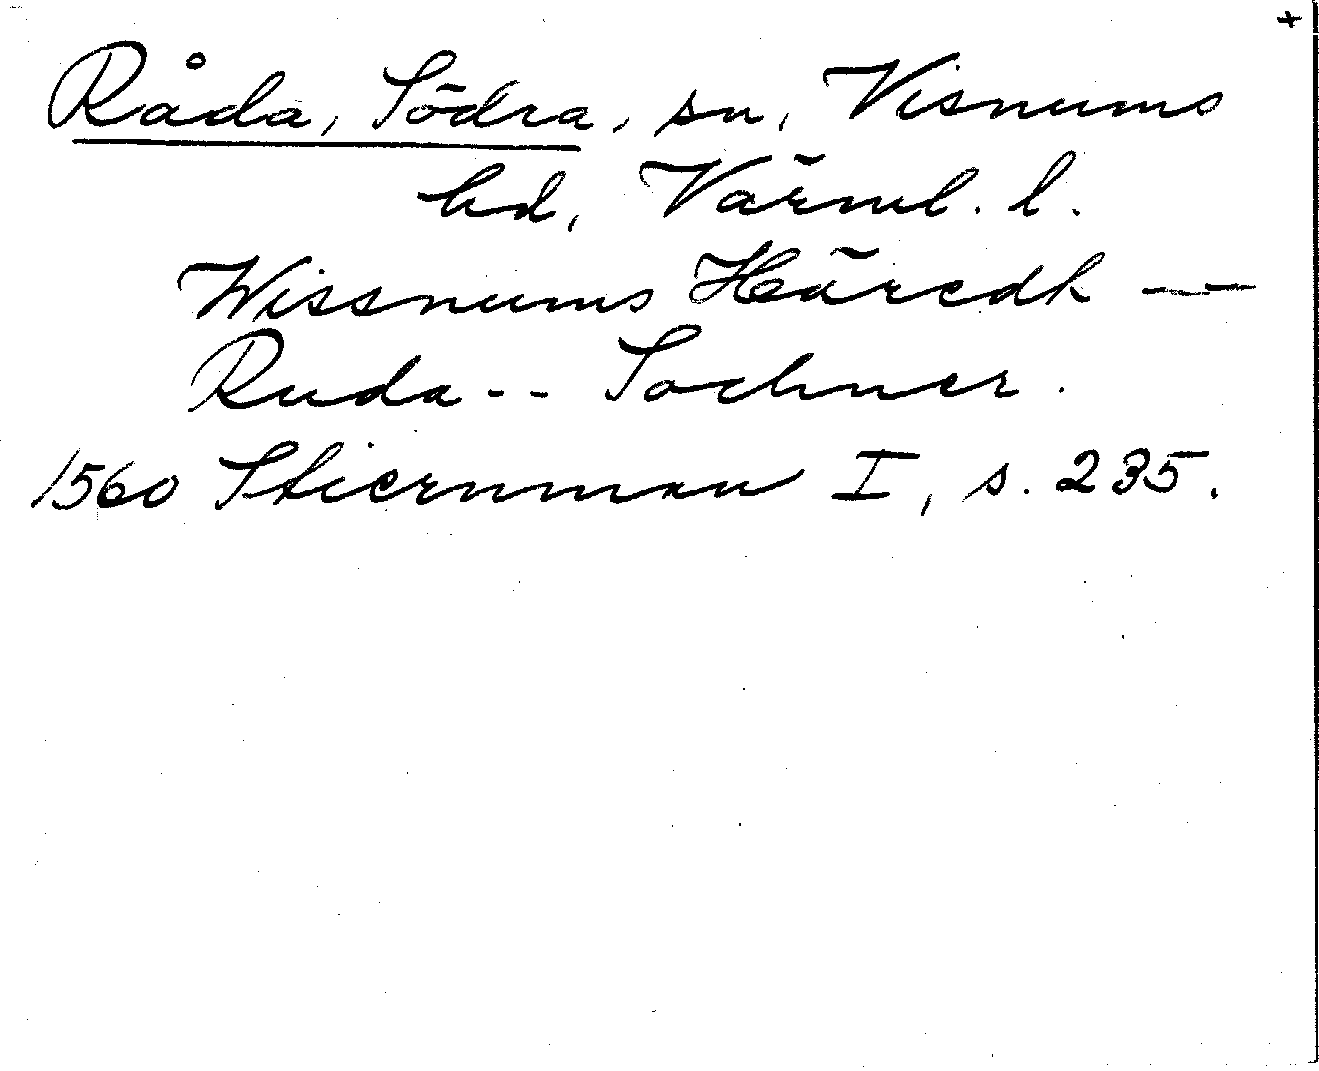 +
Råda, Södra, sn, Visnums
hd, Värml. l.
Wissnums Häredh ---
Ruda -- Sochner.
1560 Stiernman I, s. 235.